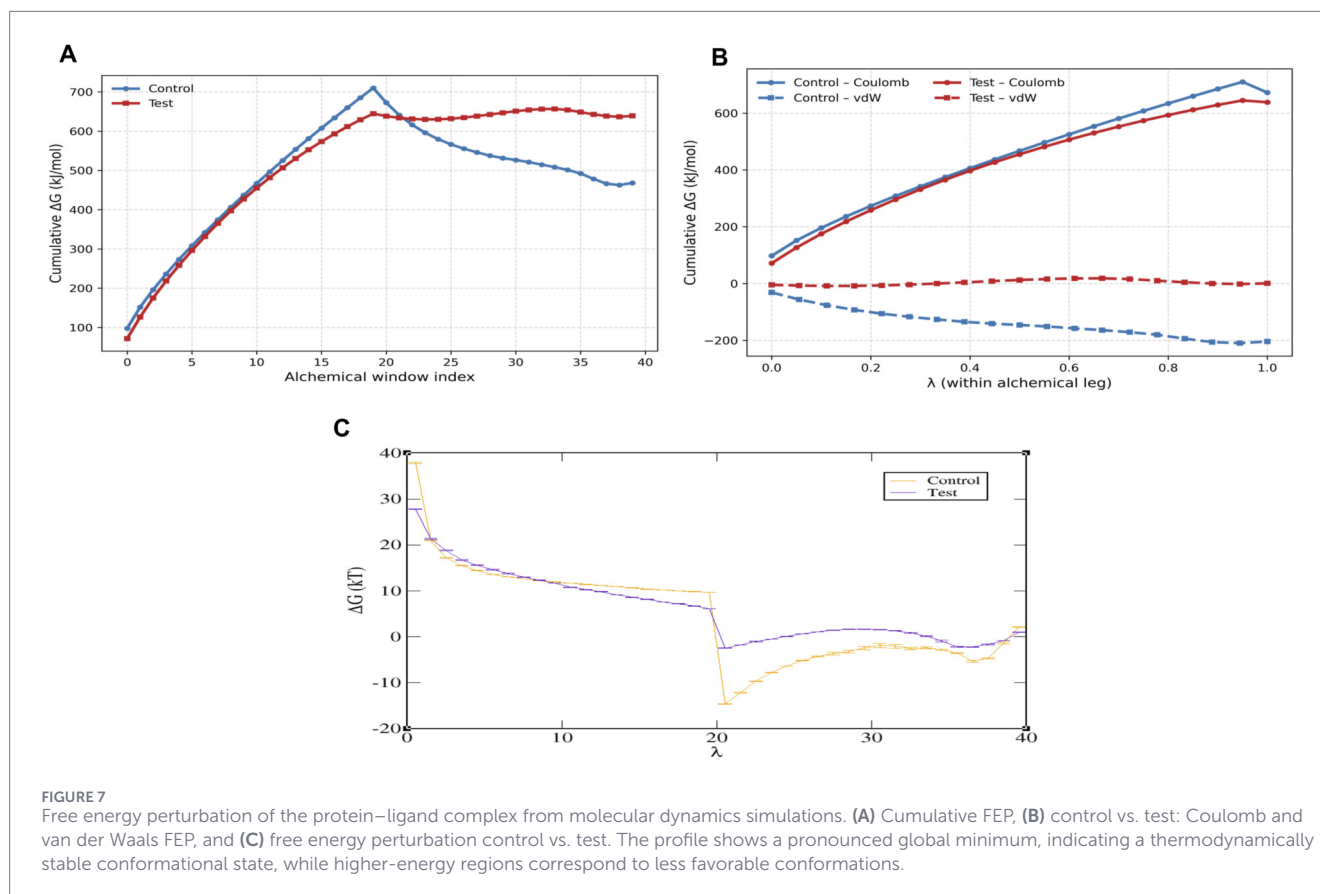 A
Control
Test
Cumulative ΔG (kJ/mol)
700
600
500
400
300
200
100
0 5 10 15 20 25 30 35 40
Alchemical window index
B
Control – Coulomb Test – Coulomb
Control – vdW Test – vdW
Cumulative ΔG (kJ/mol)
600
400
200
0
−200
0.0 0.2 0.4 0.6 0.8 1.0
λ (within alchemical leg)
C
Control
Test
ΔG (kT)
40
30
20
10
0
-10
-20
0 10 20 30 40
λ
FIGURE 7
Free energy perturbation of the protein–ligand complex from molecular dynamics simulations. (A) Cumulative FEP, (B) control vs. test: Coulomb and
van der Waals FEP, and (C) free energy perturbation control vs. test. The profile shows a pronounced global minimum, indicating a thermodynamically
stable conformational state, while higher-energy regions correspond to less favorable conformations.